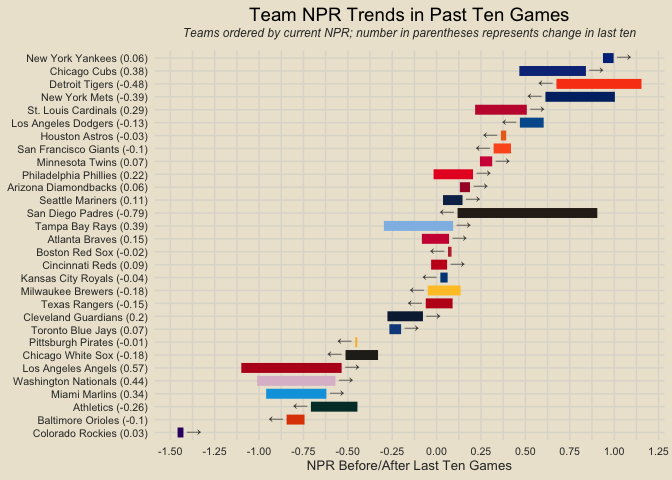 Team NPR Trends in Past Ten Games
Teams ordered by current NPR; number in parentheses represents change in last ten
New York Yankees (0.06)
Chicago Cubs (0.38)
Detroit Tigers (-0.48)
New York Mets (-0.39)
St. Louis Cardinals (0.29)
Los Angeles Dodgers (-0.13)
Houston Astros (-0.03)
San Francisco Giants (-0.1)
Minnesota Twins (0.07)
Philadelphia Phillies (0.22)
Arizona Diamondbacks (0.06)
Seattle Mariners (0.11)
San Diego Padres (-0.79)
Tampa Bay Rays (0.39)
Atlanta Braves (0.15)
Boston Red Sox (-0.02)
Cincinnati Reds (0.09)
Kansas City Royals (-0.04)
Milwaukee Brewers (-0.18)
Texas Rangers (-0.15)
Cleveland Guardians (0.2)
Toronto Blue Jays (0.07)
Pittsburgh Pirates (-0.01)
Chicago White Sox (-0.18)
Los Angeles Angels (0.57)
Washington Nationals (0.44)
Miami Marlins (0.34)
Athletics (-0.26)
Baltimore Orioles (-0.1)
Colorado Rockies (0.03)
-1.50 -1.25 -1.00 -0.75 -0.50 -0.25 0.00 0.25 0.50 0.75 1.00 1.25
NPR Before/After Last Ten Games